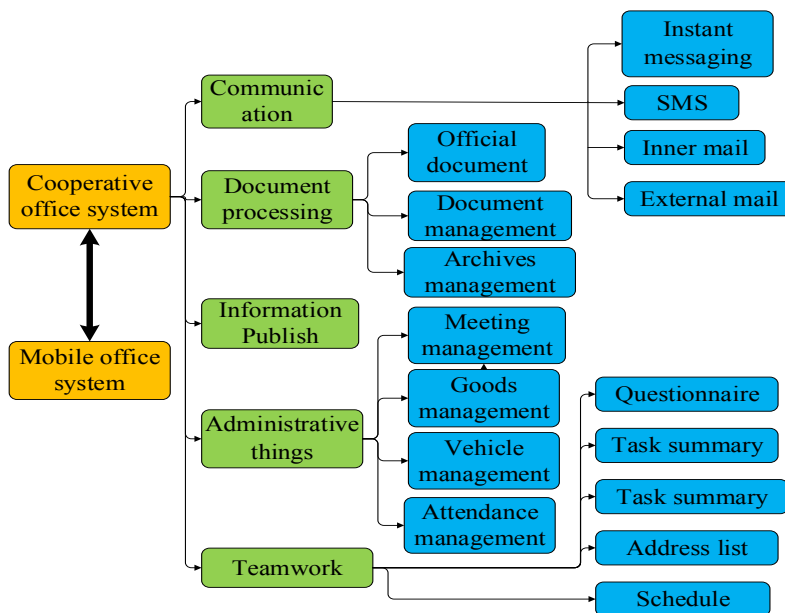 Instant
messaging
Communic
ation
SMS
Official
document
Inner mail
Cooperative
office system
Document
processing
Document
management
External mail
Archives
management
Information
Publish
Meeting
management
Mobile office
system
Goods
management
Questionnaire
Administrative
things
Vehicle
management
Task summary
Task summary
Attendance
management
Address list
Teamwork
Schedule